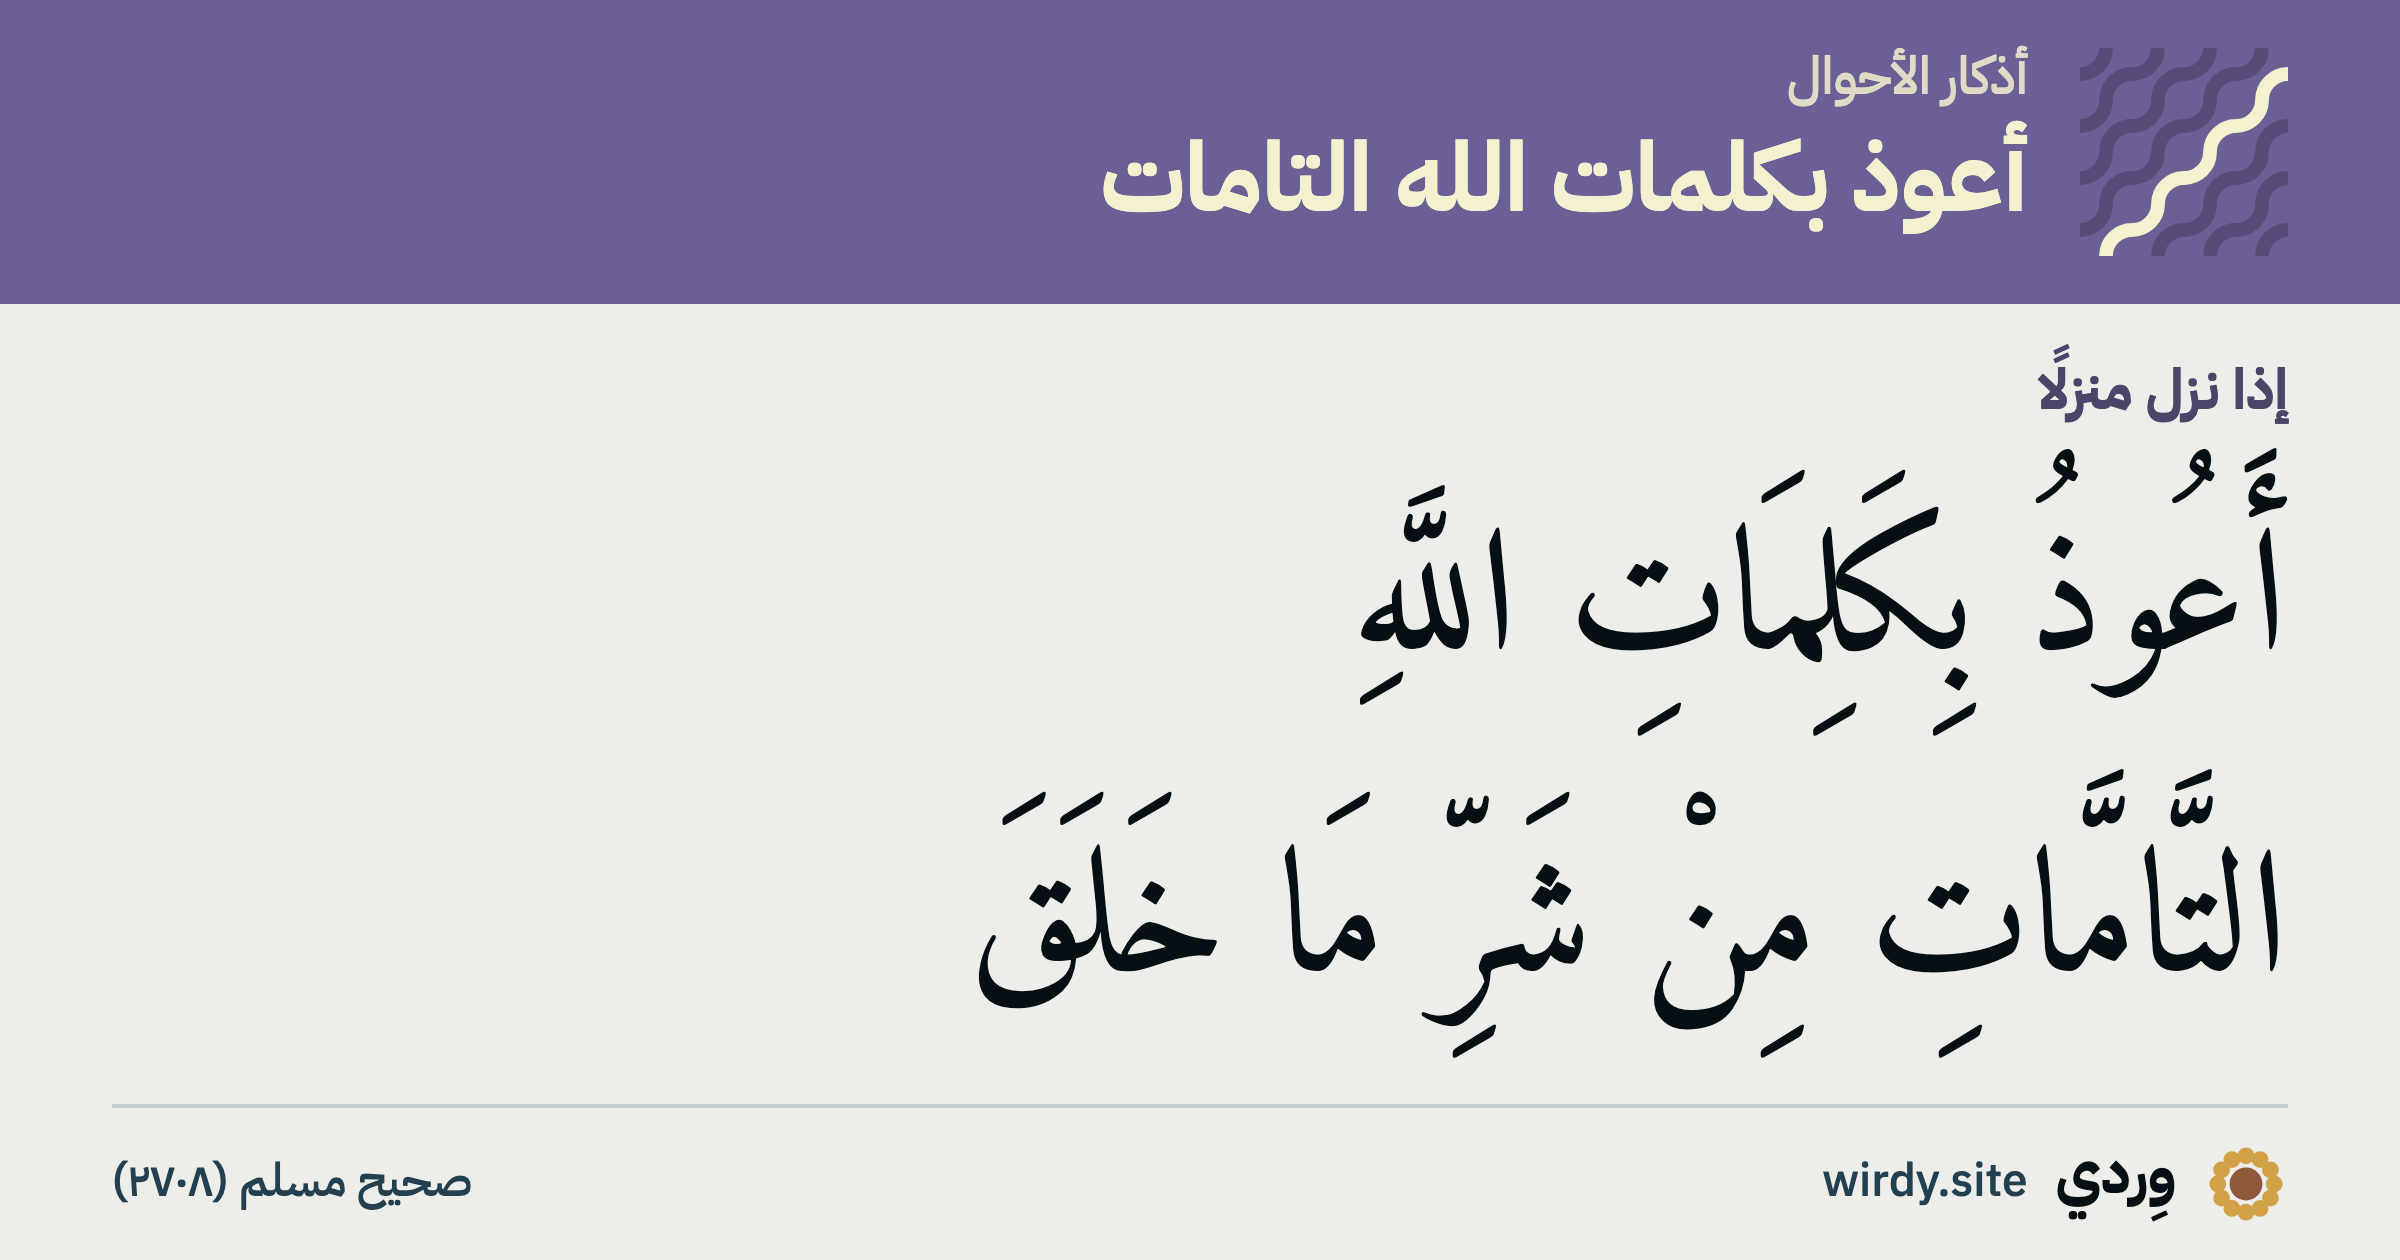 أذكار الأحوال
أعوذ بكلمات الله التامات
إذا نزل منزلًا
أَعُوذُ بِكَلِمَاتِ اللَّهِ
التَّامَّاتِ مِنْ شَرِّ مَا خَلَقَ
وِردي wirdy.site
صحيح مسلم (٢٧٠٨)